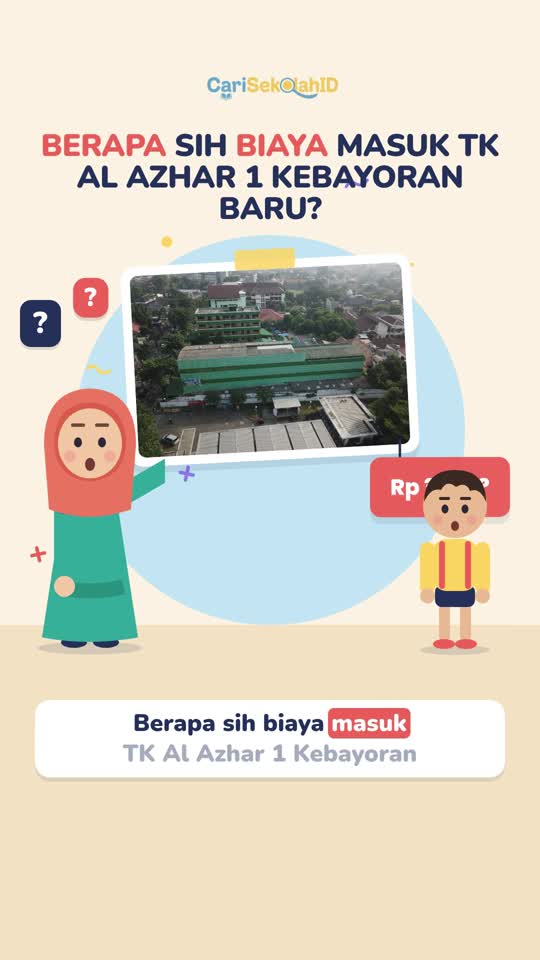 CariSekolahID
BERAPA SIH BIAYA MASUK TK
AL AZHAR 1 KEBAYORAN
BARU?
?
?
Rp
Berapa sih biaya masuk
TK Al Azhar 1 Kebayoran